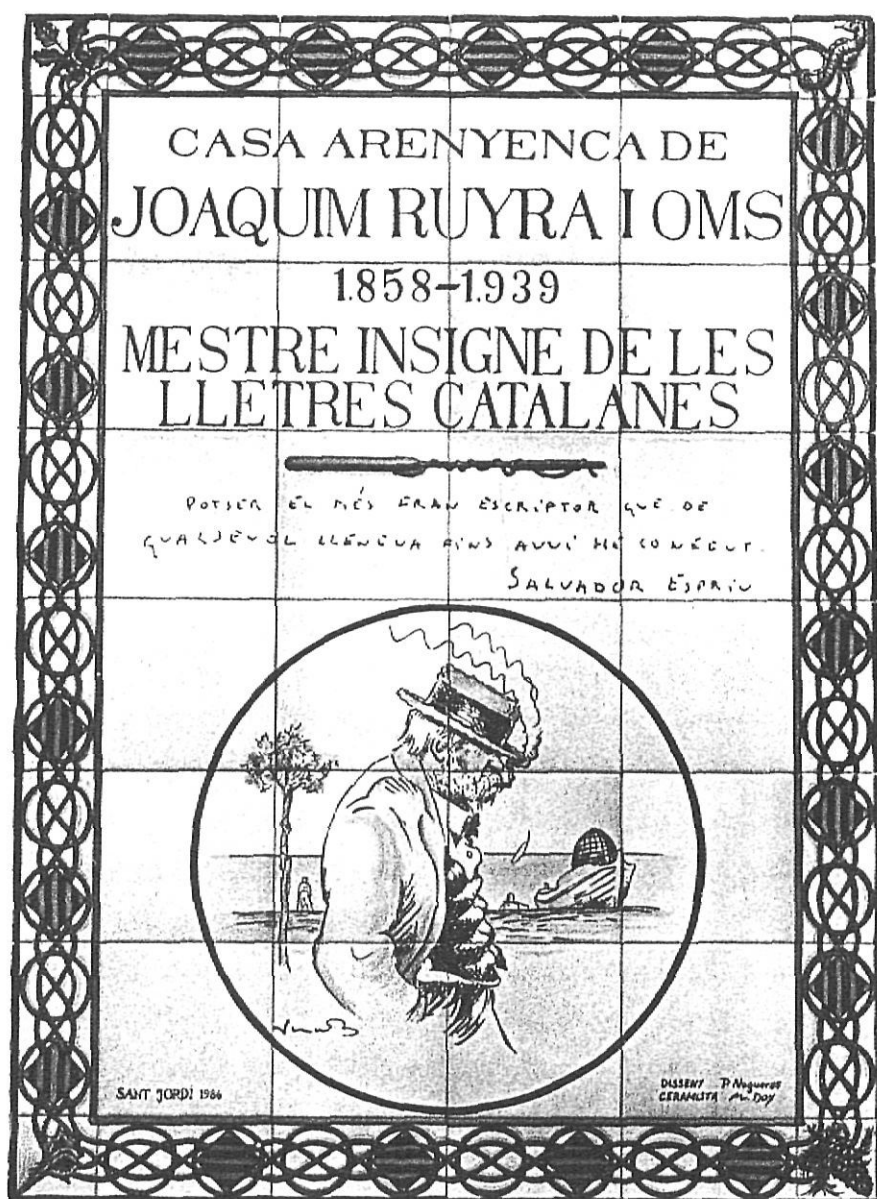 CASA ARENYENCA DE
JOAQUIM RUYRA I OMS
1.858-1.939
MESTRE INSIGNE DE LES
LLETRES CATALANES
POTSER EL MÉS GRAN ESCRIPTOR QUE DE
QUALSEVOL LLENGUA FINS AVUI HE CONEGUT.
SALVADOR ESPRIU
SANT JORDI 1986
DISSENY P. Nogueras
CERAMISTA M. DOY